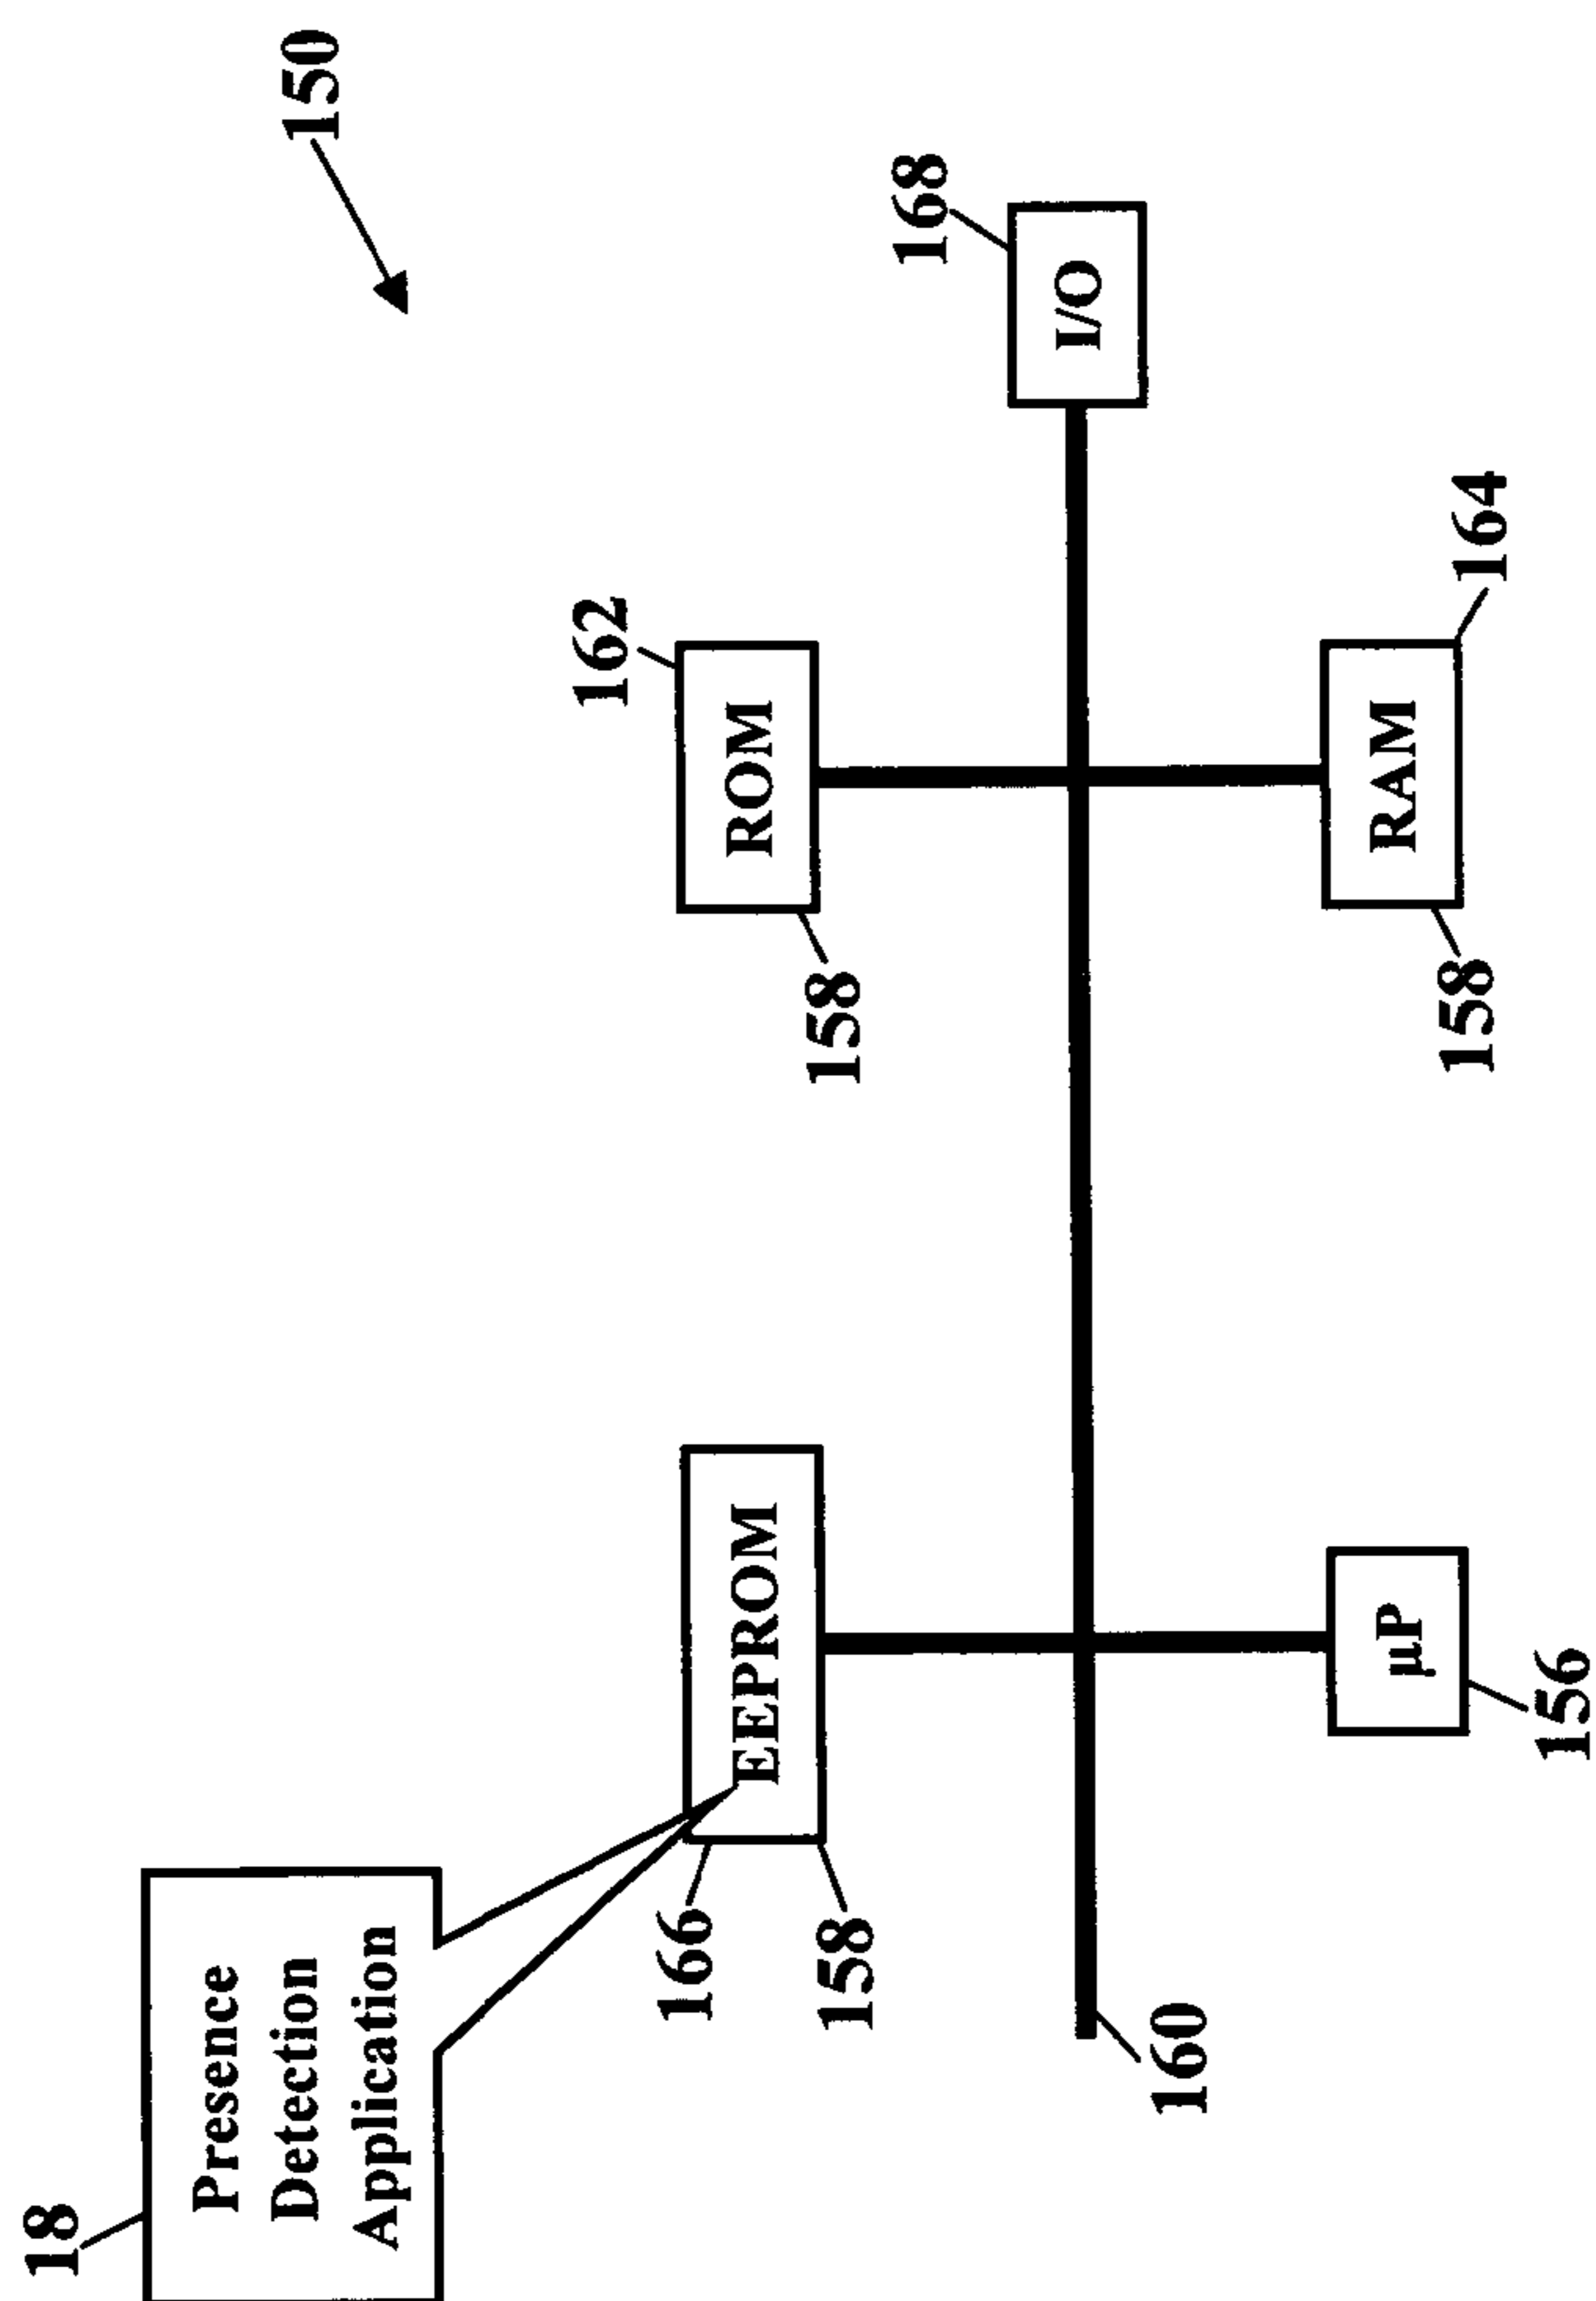 18
Presence
Detection
Application
150
166
EEPROM
158
162
ROM
158
168
I/O
160
µP
156
RAM
164
158